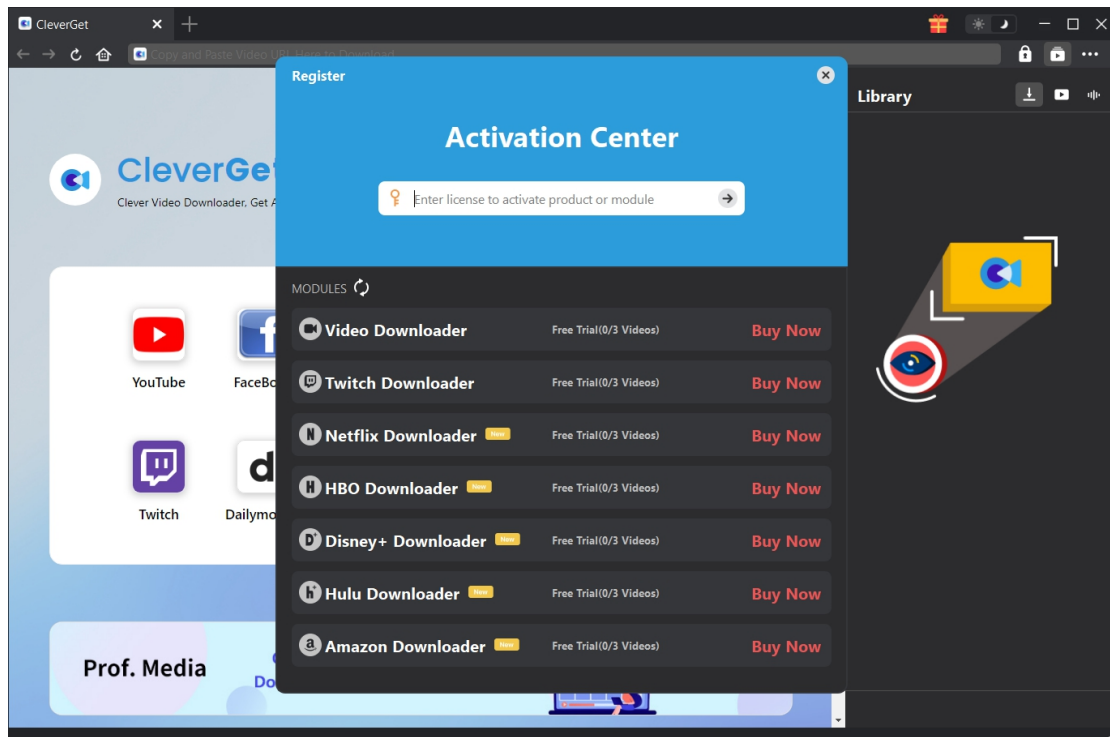 CleverGet
Copy and Paste Video URL Here to Download
Register
Library
Activation Center
CleverGe
Clever Video Downloader. Get A
Enter license to activate product or module
MODULES
Video Downloader Free Trial(0/3 Videos) Buy Now
Twitch Downloader Free Trial(0/3 Videos) Buy Now
Netflix Downloader New Free Trial(0/3 Videos) Buy Now
HBO Downloader New Free Trial(0/3 Videos) Buy Now
Disney+ Downloader New Free Trial(0/3 Videos) Buy Now
Hulu Downloader New Free Trial(0/3 Videos) Buy Now
Amazon Downloader New Free Trial(0/3 Videos) Buy Now
YouTube
FaceBo
Twitch
Dailymo
Prof. Media
Do